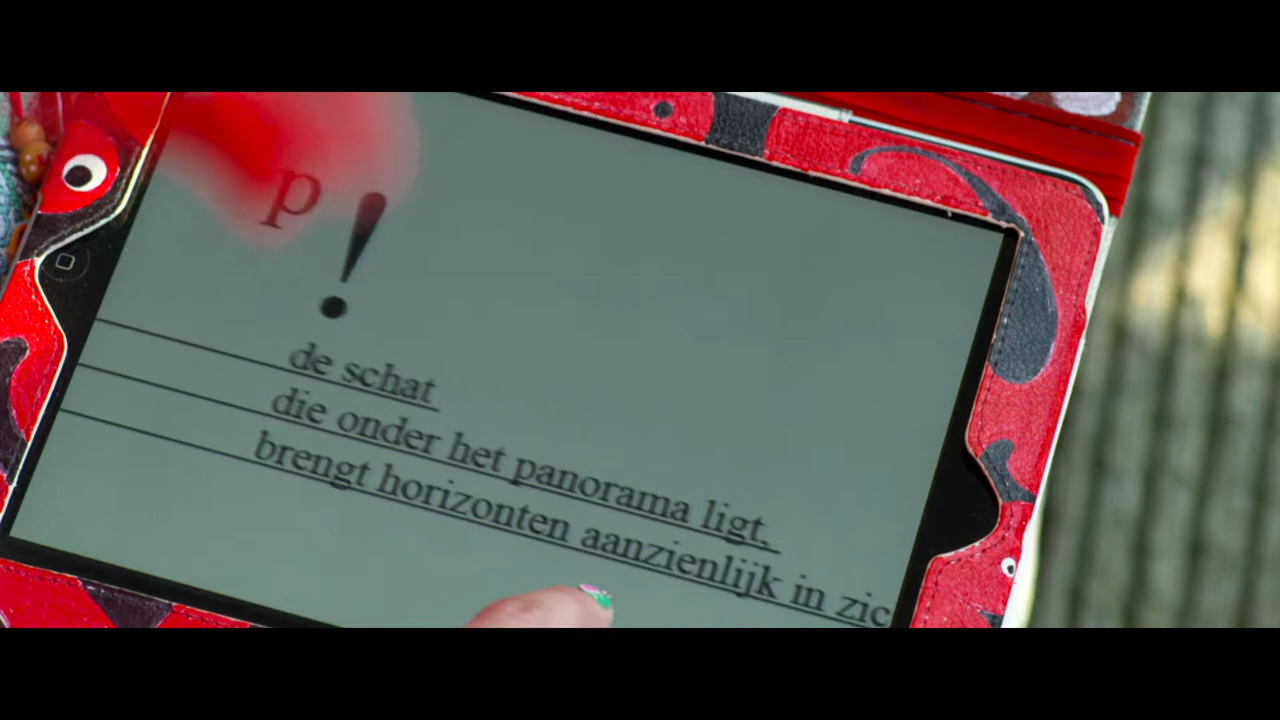 p
!
de schat
die onder het panorama ligt,
brengt horizonten aanzienlijk in zic